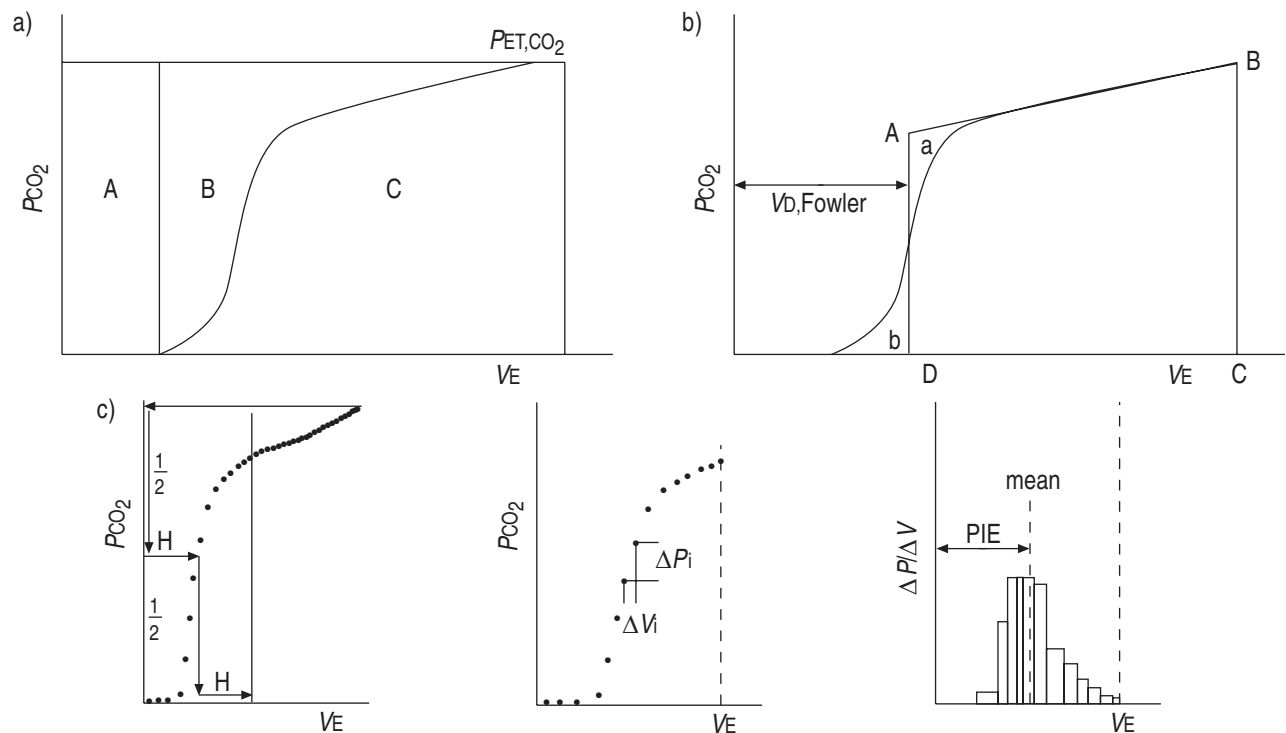 a)
PET,CO2
A
B
C
PCO2
VE
b)
A
B
a
b
VD,Fowler
PCO2
D
VE
C
c)
1/2
H
1/2
H
PCO2
VE
PCO2
ΔPi
ΔVi
VE
mean
PIE
ΔP/ΔV
VE